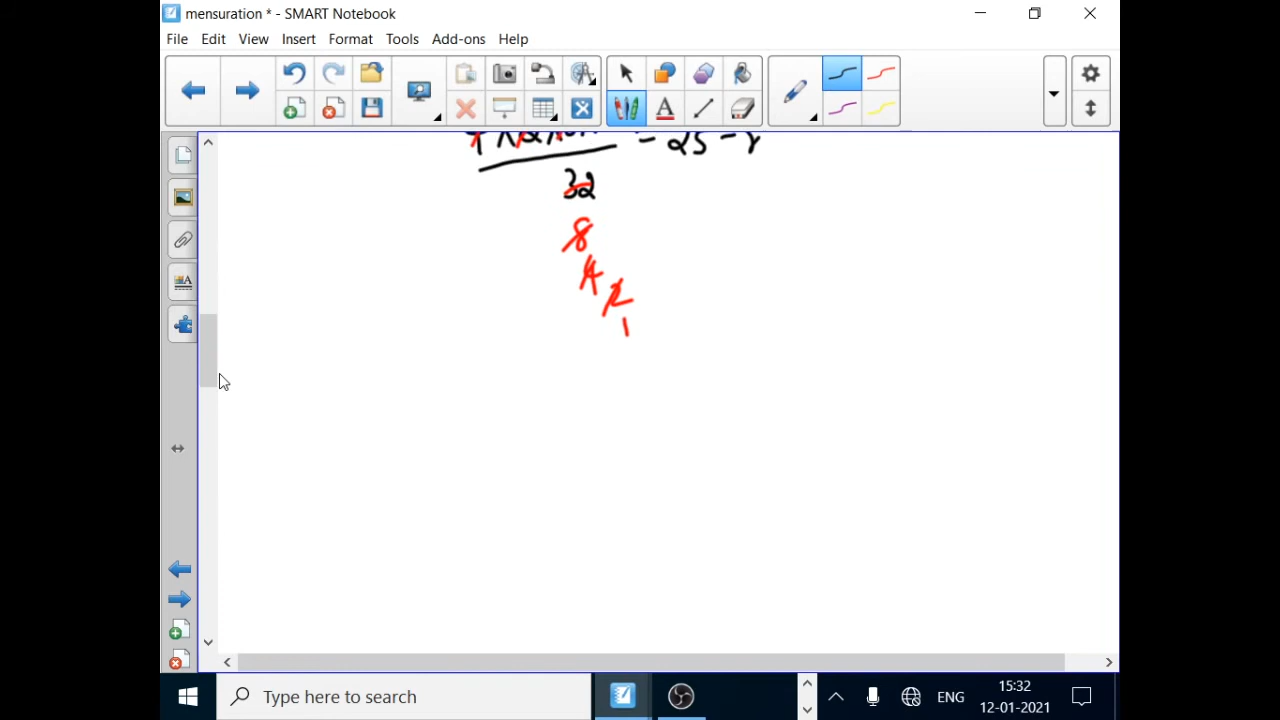 mensuration * - SMART Notebook
File Edit View Insert Format Tools Add-ons Help
A
= 25 - r
32
8
4
2
1
Type here to search
ENG
15:32
12-01-2021